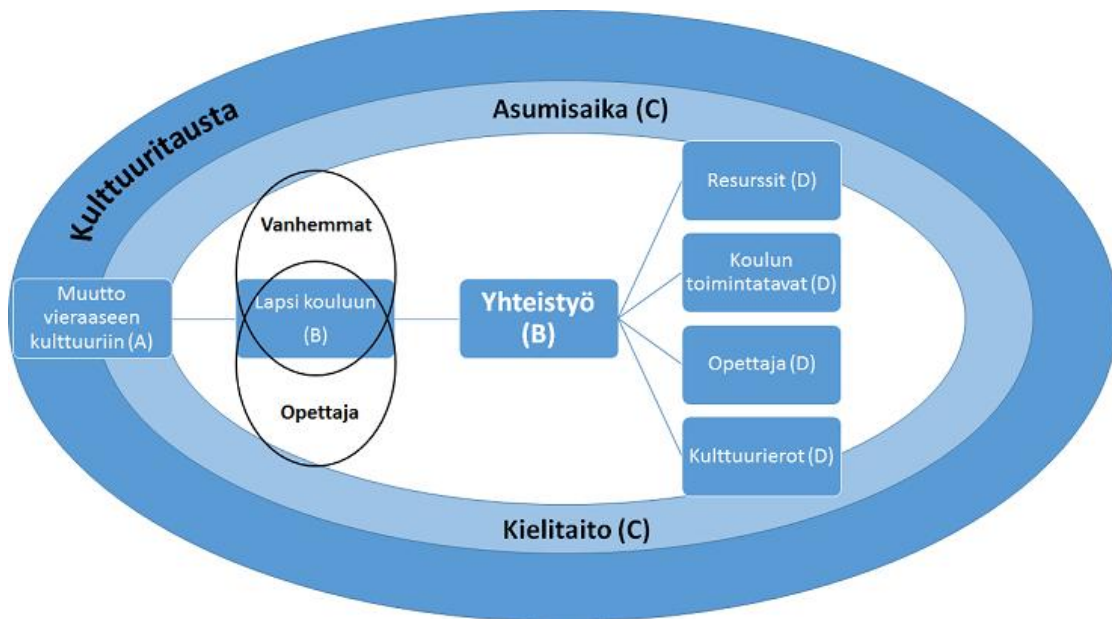 Kulttuuritausta
Asumisaika (C)
Vanhemmat
Muutto
vieraaseen
kulttuuriin (A)
Lapsi kouluun
(B)
Opettaja
Yhteistyö
(B)
Resurssit (D)
Koulun
toimintatavat (D)
Opettaja (D)
Kulttuurierot (D)
Kielitaito (C)